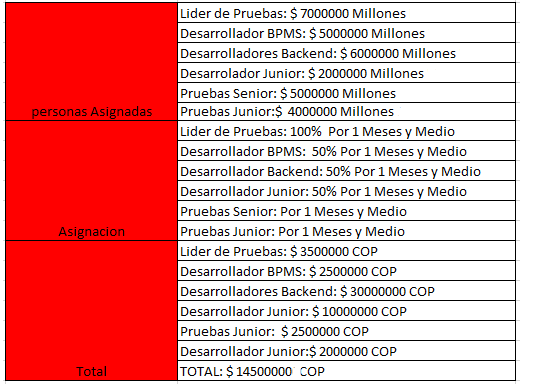 Lider de Pruebas: $ 7000000 Millones
Desarrollador BPMS: $ 5000000 Millones
Desarrolladores Backend: $ 6000000 Millones
Desarrolador Junior: $ 2000000 Millones
Pruebas Senior: $ 5000000 Millones
personas Asignadas
Pruebas Junior:$ 4000000 Millones
Lider de Pruebas: 100% Por 1 Meses y Medio
Desarrollador BPMS: 50% Por 1 Meses y Medio
Desarrollador Backend: 50% Por 1 Meses y Medio
Desarrollador Junior: 50% Por 1 Meses y Medio
Pruebas Senior: Por 1 Meses y Medio
Asignacion
Pruebas Junior: Por 1 Meses y Medio
Lider de Pruebas: $ 3500000 COP
Desarrollador BPMS: $ 2500000 COP
Desarrolladores Backend: $ 30000000 COP
Desarrollador Junior: $ 10000000 COP
Pruebas Junior: $ 2500000 COP
Desarrollador Junior:$ 2000000 COP
Total
TOTAL: $ 14500000 COP